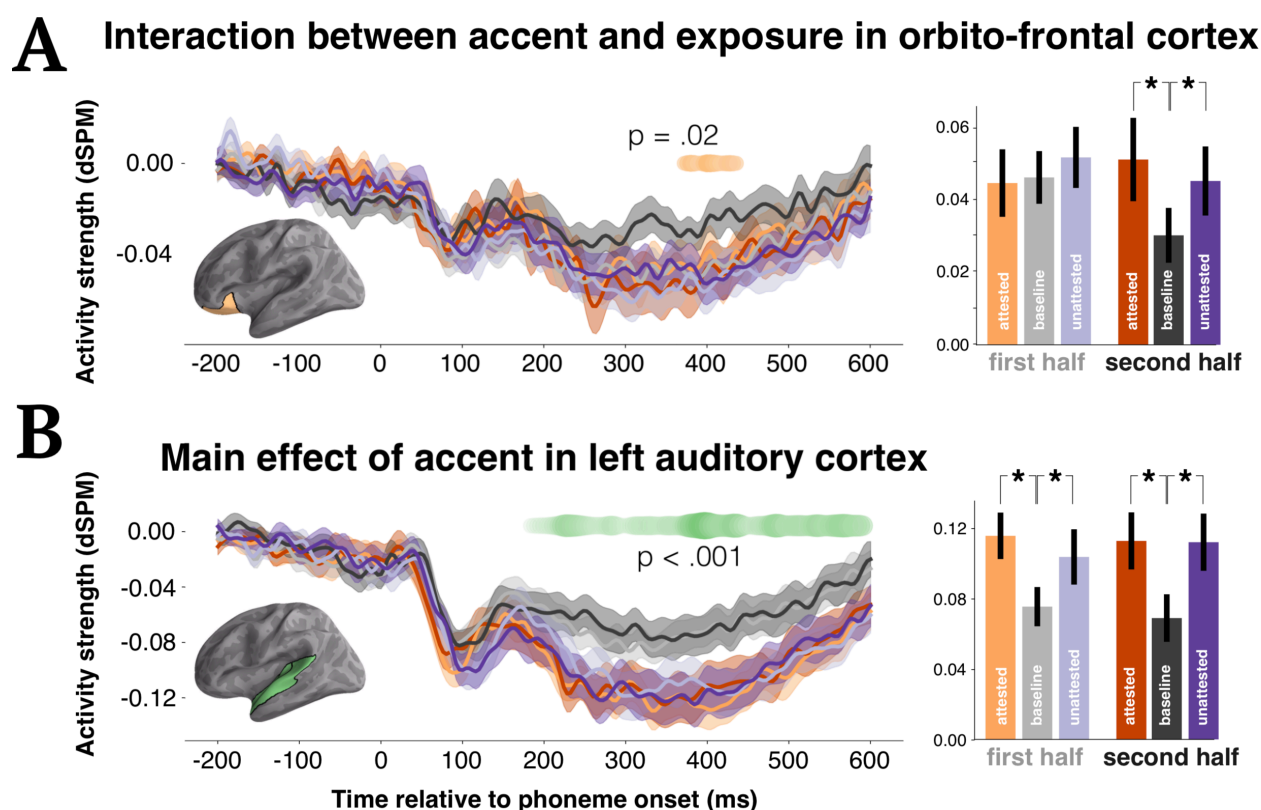 A
Interaction between accent and exposure in orbito-frontal cortex
Activity strength (dSPM)
0.00
-0.04
p = .02
-200 -100 0 100 200 300 400 500 600
* *
0.06
0.04
0.02
0.00
attested baseline unattested attested baseline unattested
first half second half
B
Main effect of accent in left auditory cortex
Activity strength (dSPM)
0.00
-0.04
-0.08
-0.12
p < .001
-200 -100 0 100 200 300 400 500 600
Time relative to phoneme onset (ms)
* * * *
0.12
0.08
0.04
0.00
attested baseline unattested attested baseline unattested
first half second half